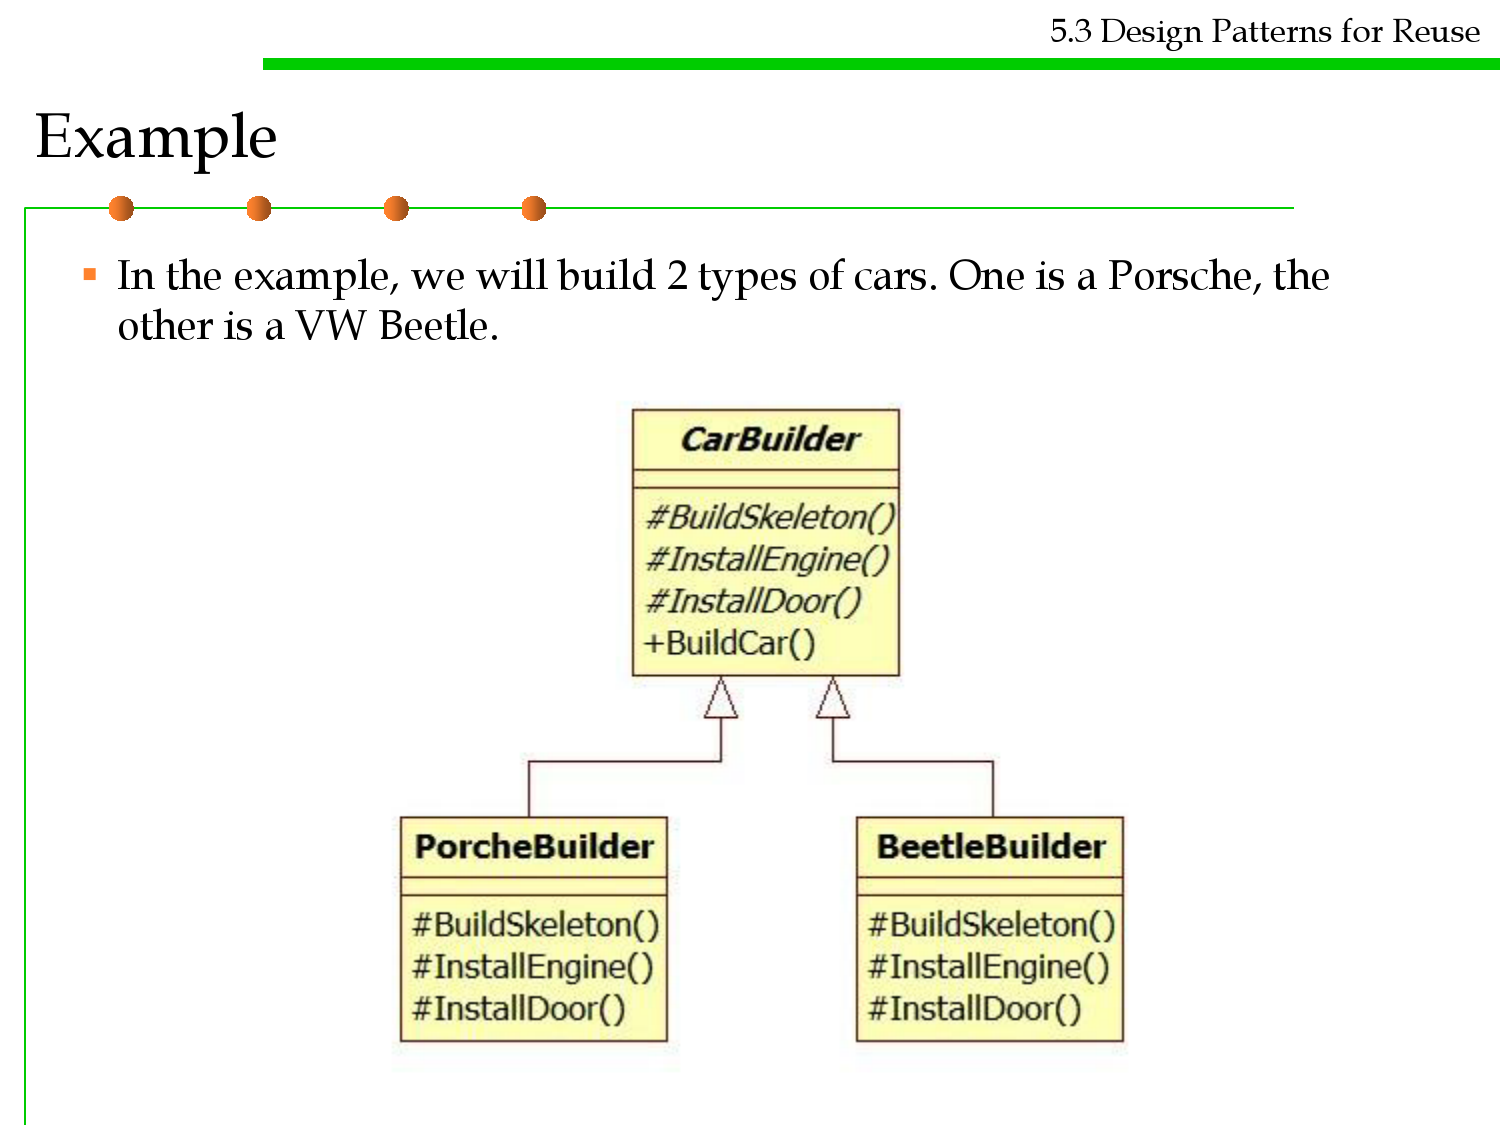 5.3 Design Patterns for Reuse
Example
In the example, we will build 2 types of cars. One is a Porsche, the
other is a VW Beetle.
CarBuilder
#BuildSkeleton()
#InstallEngine()
#InstallDoor()
+BuildCar()
PorcheBuilder
#BuildSkeleton()
#InstallEngine()
#InstallDoor()
BeetleBuilder
#BuildSkeleton()
#InstallEngine()
#InstallDoor()